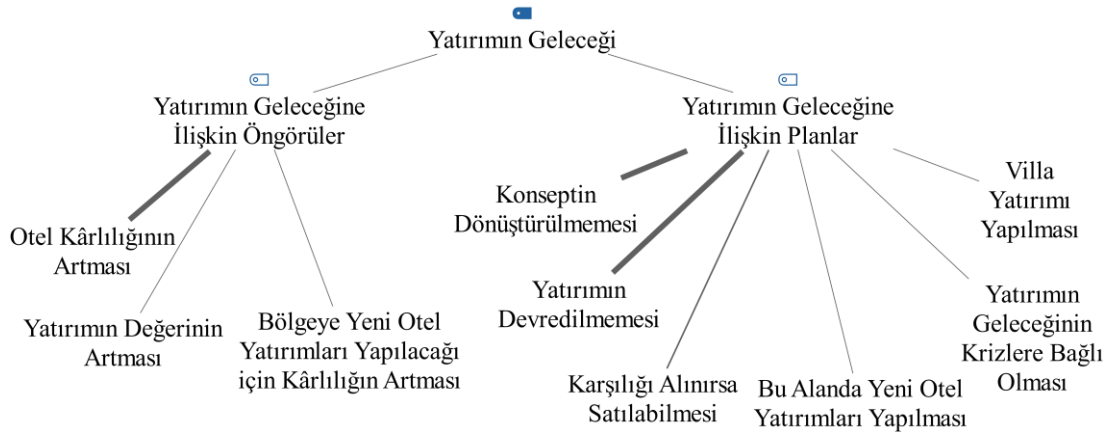 Yatırımın Geleceği
Yatırımın Geleceğine
İlişkin Öngörüler
Yatırımın Geleceğine
İlişkin Planlar
Otel Kârlılığının
Artması
Yatırımın Değerinin
Artması
Bölgeye Yeni Otel
Yatırımları Yapılacağı
için Kârlılığın Artması
Konseptin
Dönüştürülmemesi
Yatırımın
Devredilmemesi
Karşılığı Alınırsa
Satılabilmesi
Bu Alanda Yeni Otel
Yatırımları Yapılması
Yatırımın
Geleceğinin
Krizlere Bağlı
Olması
Villa
Yatırımı
Yapılması